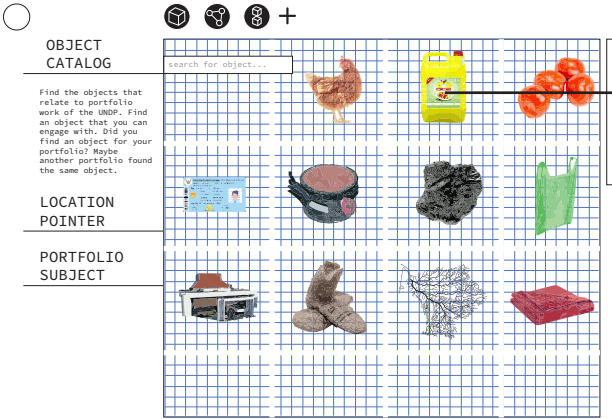 OBJECT
CATALOG
search for object...
Find the objects that
relate to portfolio
work of the UNDP. Find
an object that you can
engage with. Did you
find an object for your
portfolio? Maybe
another portfolio found
the same object.
LOCATION
POINTER
PORTFOLIO
SUBJECT